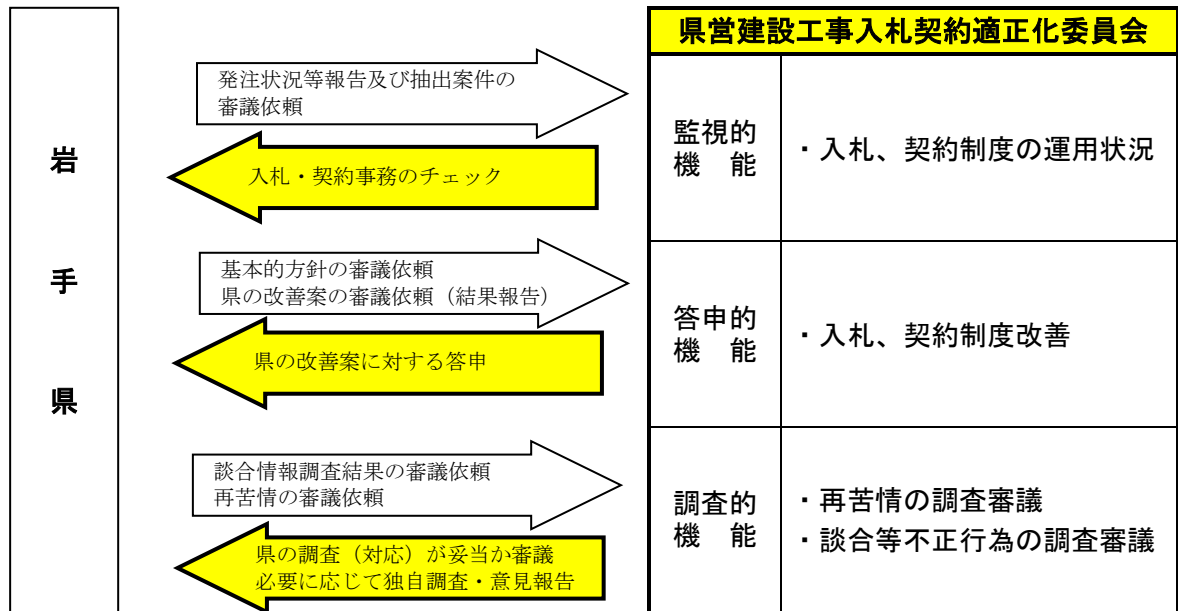 岩
手
県
県営建設工事入札契約適正化委員会
発注状況等報告及び抽出案件の
審議依頼
入札・契約事務のチェック
監視的
機　能
・入札、契約制度の運用状況
基本的方針の審議依頼
県の改善案の審議依頼（結果報告）
県の改善案に対する答申
答申的
機　能
・入札、契約制度改善
談合情報調査結果の審議依頼
再苦情の審議依頼
県の調査（対応）が妥当か審議
必要に応じて独自調査・意見報告
調査的
機　能
・再苦情の調査審議
・談合等不正行為の調査審議